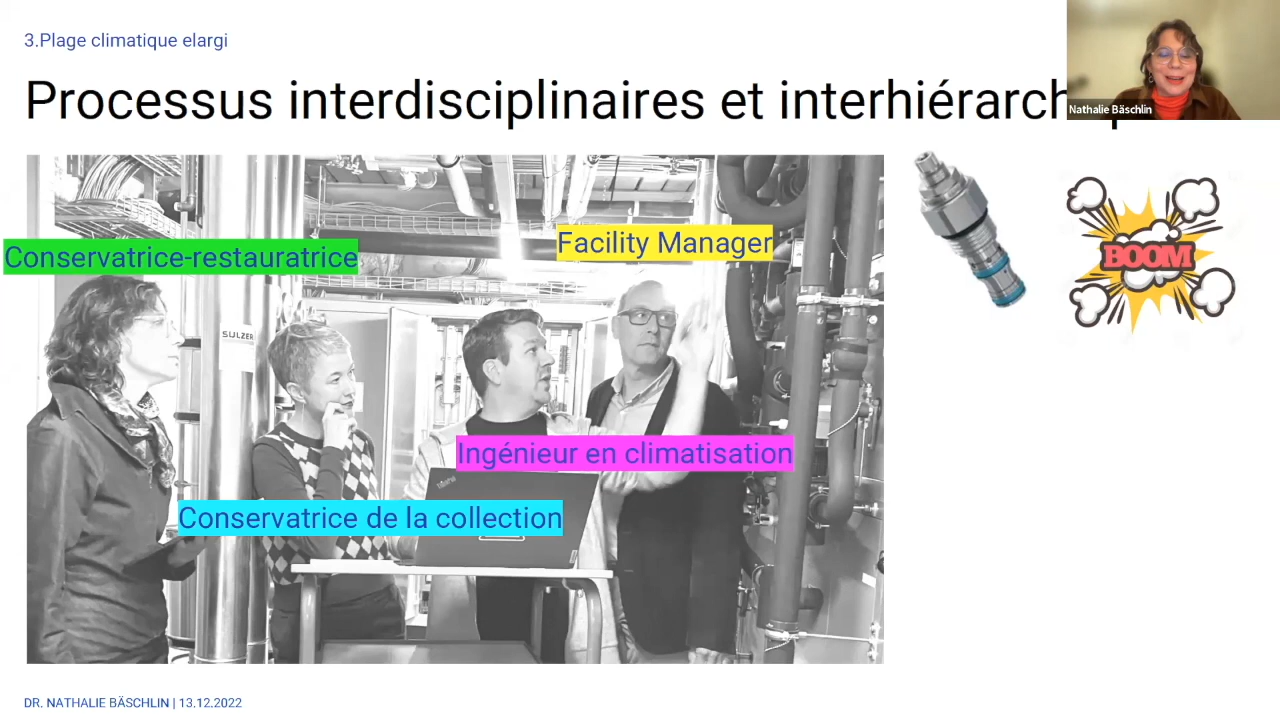 3.Plage climatique elargi
Processus interdisciplinaires et interhiérarch
Nathalie Bäschlin
Facility Manager
Conservatrice-restauratrice
BOOM
SULZER
Ingénieur en climatisation
Conservatrice de la collection
DR. NATHALIE BÄSCHLIN | 13.12.2022